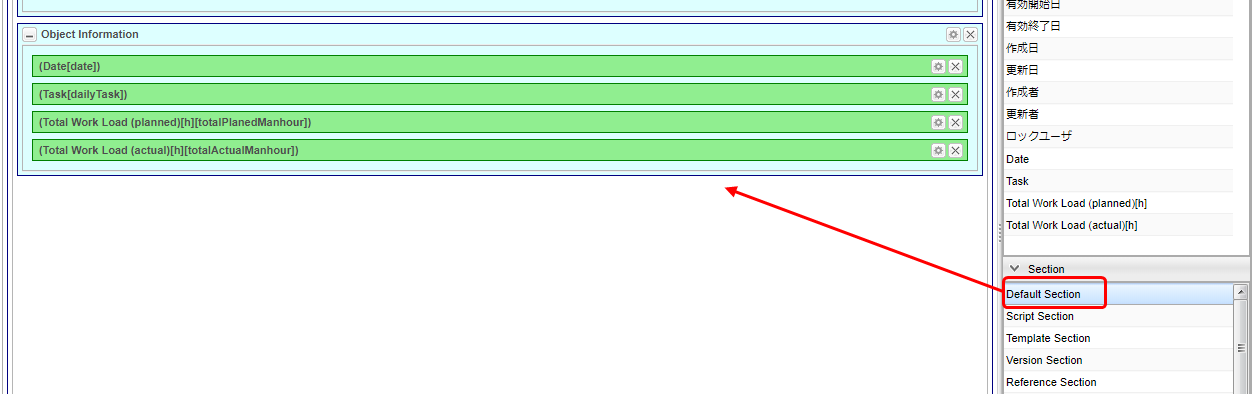 Object Information
(Date[date])
(Task[dailyTask])
(Total Work Load (planned)[h][totalPlanedManhour])
(Total Work Load (actual)[h][totalActualManhour])
有効開始日
有効終了日
作成日
更新日
作成者
更新者
ロックユーザ
Date
Task
Total Work Load (planned)[h]
Total Work Load (actual)[h]
Section
Default Section
Script Section
Template Section
Version Section
Reference Section